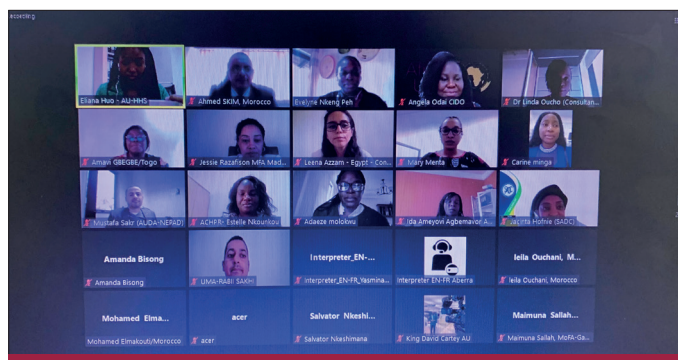 ecording
Eliana Huo - AU-HHS
Ahmed SKIM, Morocco
Evelyne Nkeng Peh
Angela Odai CIDO
Dr Linda Oucho (Consultan...
Amavi GBEGBE/Togo
Jessie Razafison MFA Mad...
Leena Azzam - Egypt - Con...
Mary Menta
Carine minga
Mustafa Sakr (AUDA-NEPAD)
ACHPR- Estelle Nkounkou
Adaeze molokwu
Ida Ameyovi Agbemavor A...
Hofnie (SADC)
Amanda Bisong
Amanda Bisong
UMA-RABII SAKHI
Interpreter_EN-...
Interpreter_EN-FR_Yasmina...
Interpreter EN-FR Aberra
leila Ouchani, M...
leila Ouchani, Morocco
Mohamed Elma...
Mohamed Elmakouti/Morocco
acer
acer
Salvator Nkeshi...
Salvator Nkeshimana
King David Cartey AU
Maimuna Sallah...
Maimuna Sallah, MoFA-Ga...